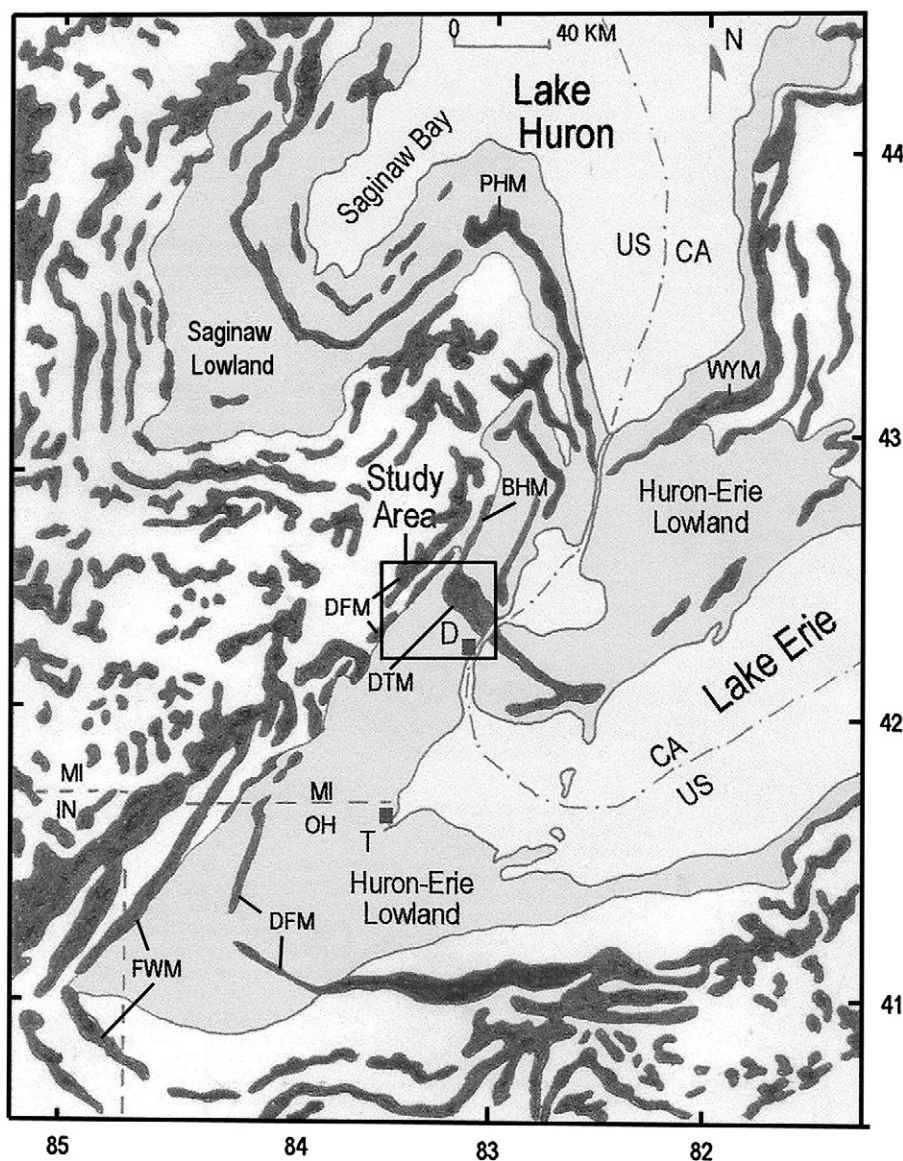 0 40 KM
N
Lake
Huron
Saginaw Bay
PHM
US CA
44
Saginaw
Lowland
WYM
43
Study
Area
BHM
Huron-Erie
Lowland
DFM
D
DTM
Lake Erie
42
CA
US
MI
IN
MI
OH
T
Huron-Erie
Lowland
DFM
FWM
41
85 84 83 82